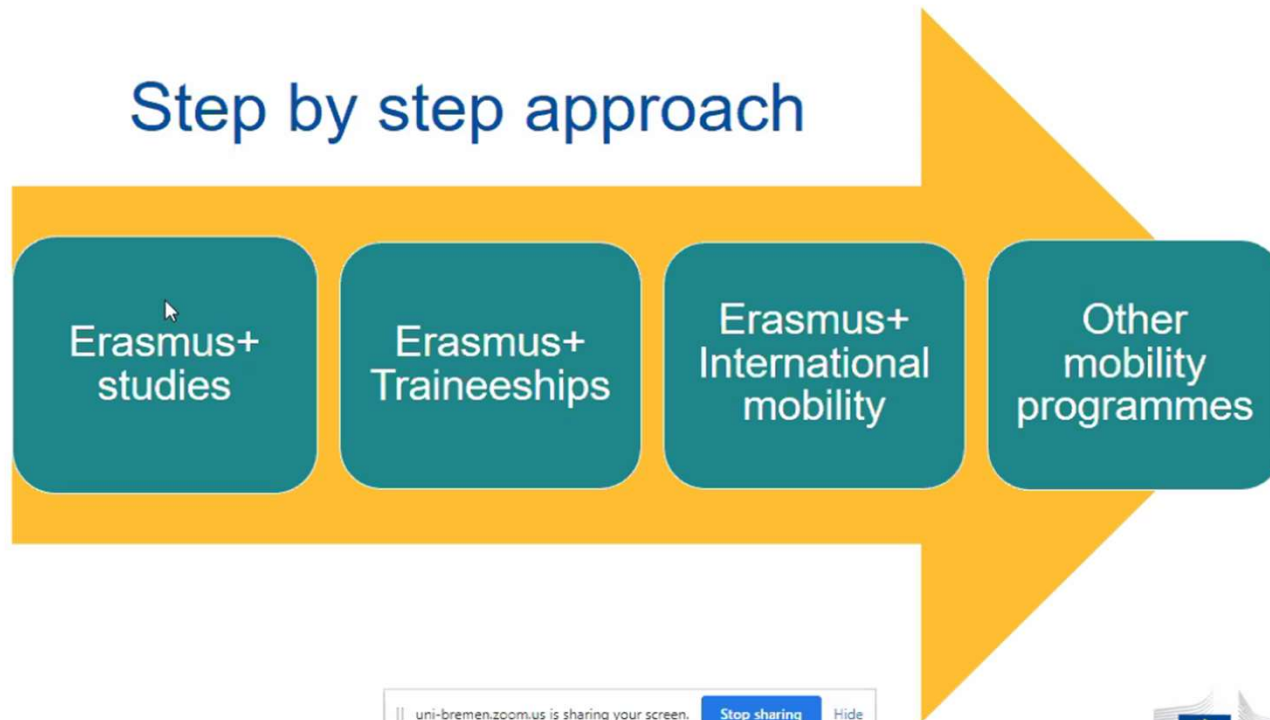 Step by step approach
Erasmus+
studies
Erasmus+
Traineeships
Erasmus+
International
mobility
Other
mobility
programmes
uni-bremen.zoom.us is sharing your screen.
Stop sharing
Hide